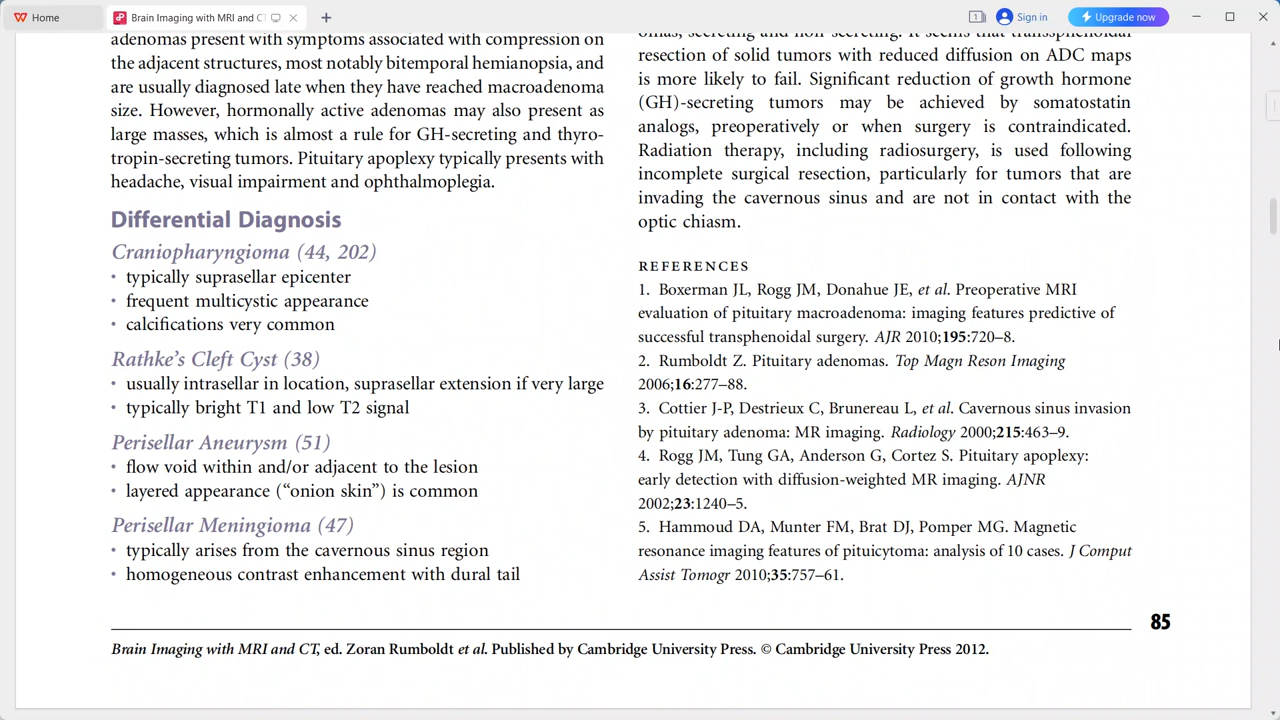 Home
Brain Imaging with MRI and C
Sign in
Upgrade now
adenomas present with symptoms associated with compression on
the adjacent structures, most notably bitemporal hemianopsia, and
are usually diagnosed late when they have reached macroadenoma
size. However, hormonally active adenomas may also present as
large masses, which is almost a rule for GH-secreting and thyro-
tropin-secreting tumors. Pituitary apoplexy typically presents with
headache, visual impairment and ophthalmoplegia.
Differential Diagnosis
Craniopharyngioma (44, 202)
• typically suprasellar epicenter
• frequent multicystic appearance
• calcifications very common
Rathke's Cleft Cyst (38)
• usually intrasellar in location, suprasellar extension if very large
• typically bright T1 and low T2 signal
Perisellar Aneurysm (51)
• flow void within and/or adjacent to the lesion
• layered appearance (“onion skin”) is common
Perisellar Meningioma (47)
• typically arises from the cavernous sinus region
• homogeneous contrast enhancement with dural tail
omas, secreting and non-secreting. It seems that transsphenoidal
resection of solid tumors with reduced diffusion on ADC maps
is more likely to fail. Significant reduction of growth hormone
(GH)-secreting tumors may be achieved by somatostatin
analogs, preoperatively or when surgery is contraindicated.
Radiation therapy, including radiosurgery, is used following
incomplete surgical resection, particularly for tumors that are
invading the cavernous sinus and are not in contact with the
optic chiasm.
REFERENCES
1. Boxerman JL, Rogg JM, Donahue JE, et al. Preoperative MRI
evaluation of pituitary macroadenoma: imaging features predictive of
successful transphenoidal surgery. AJR 2010;195:720–8.
2. Rumboldt Z. Pituitary adenomas. Top Magn Reson Imaging
2006;16:277–88.
3. Cottier J-P, Destrieux C, Brunereau L, et al. Cavernous sinus invasion
by pituitary adenoma: MR imaging. Radiology 2000;215:463–9.
4. Rogg JM, Tung GA, Anderson G, Cortez S. Pituitary apoplexy:
early detection with diffusion-weighted MR imaging. AJNR
2002;23:1240–5.
5. Hammoud DA, Munter FM, Brat DJ, Pomper MG. Magnetic
resonance imaging features of pituicytoma: analysis of 10 cases. J Comput
Assist Tomogr 2010;35:757–61.
85
Brain Imaging with MRI and CT, ed. Zoran Rumboldt et al. Published by Cambridge University Press. © Cambridge University Press 2012.